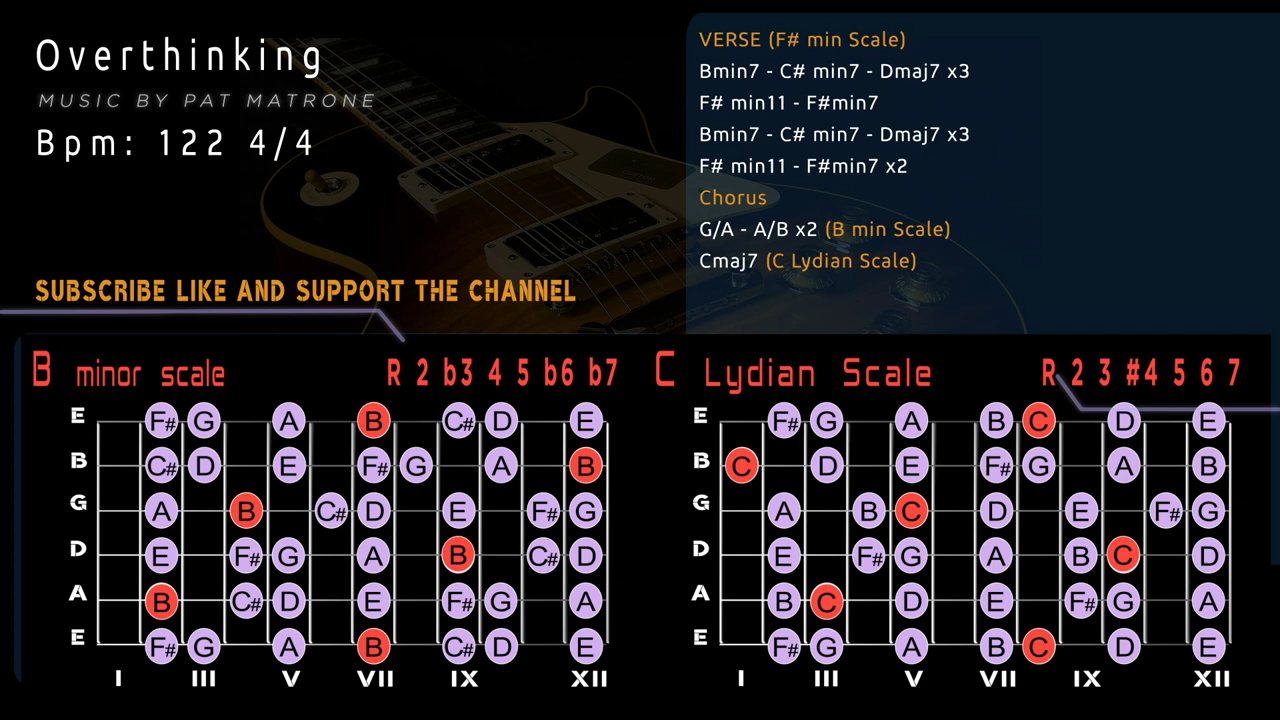 Overthinking
MUSIC BY PAT MATRONE
Bpm: 122 4/4
SUBSCRIBE LIKE AND SUPPORT THE CHANNEL
VERSE (F# min Scale)
Bmin7 - C# min7 - Dmaj7 x3
F# min11 - F#min7
Bmin7 - C# min7 - Dmaj7 x3
F# min11 - F#min7 x2
Chorus
G/A - A/B x2 (B min Scale)
Cmaj7 (C Lydian Scale)
B minor scale R 2 b3 4 5 b6 b7
E F# G A B C# D E
B C# D E F# G A B
G A B C# D E F# G
D E F# G A B C# D
A B C# D E F# G A
E F# G A B C# D E
I III V VII IX XII
C Lydian Scale R 2 3 #4 5 6 7
E F# G A B C D E
B C D E F# G A B
G A B C D E F# G
D E F# G A B C D
A B C D E F# G A
E F# G A B C D E
I III V VII IX XII